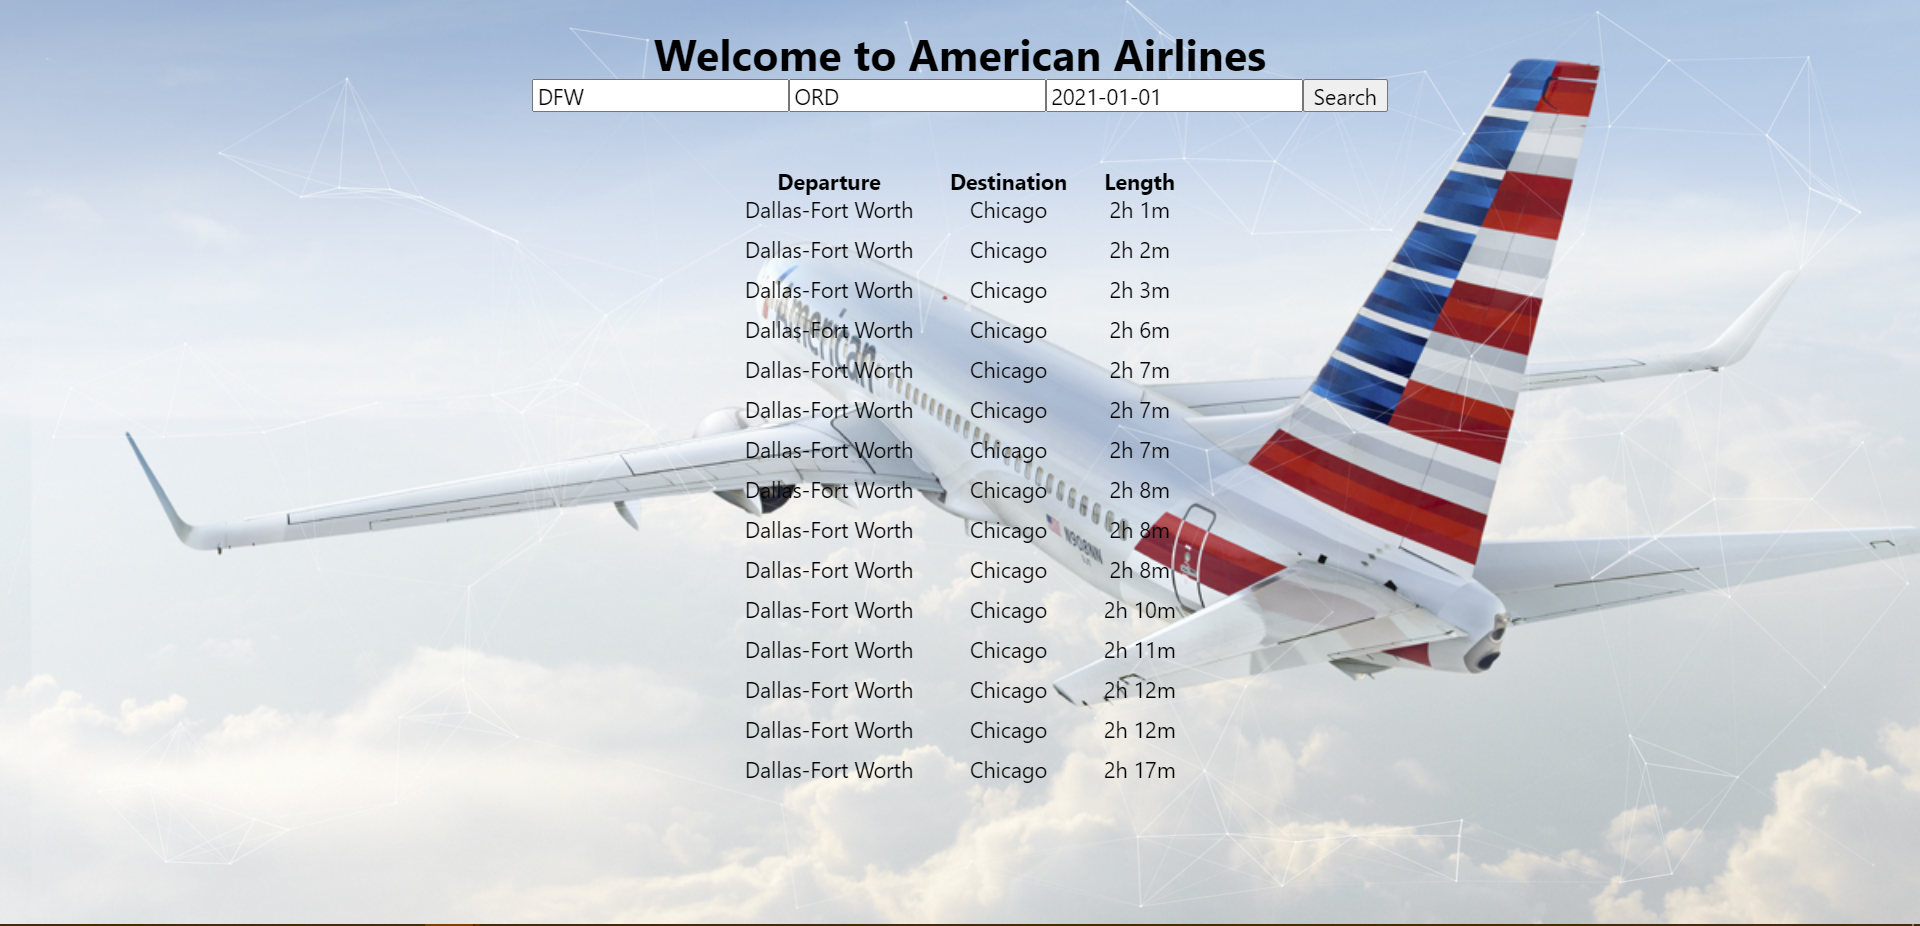 Welcome to American Airlines
DFW ORD 2021-01-01 Search
Departure Destination Length
Dallas-Fort Worth Chicago 2h 1m
Dallas-Fort Worth Chicago 2h 2m
Dallas-Fort Worth Chicago 2h 3m
Dallas-Fort Worth Chicago 2h 6m
Dallas-Fort Worth Chicago 2h 7m
Dallas-Fort Worth Chicago 2h 7m
Dallas-Fort Worth Chicago 2h 7m
Dallas-Fort Worth Chicago 2h 8m
Dallas-Fort Worth Chicago 2h 8m
Dallas-Fort Worth Chicago 2h 8m
Dallas-Fort Worth Chicago 2h 10m
Dallas-Fort Worth Chicago 2h 11m
Dallas-Fort Worth Chicago 2h 12m
Dallas-Fort Worth Chicago 2h 12m
Dallas-Fort Worth Chicago 2h 17m
American
N908NN